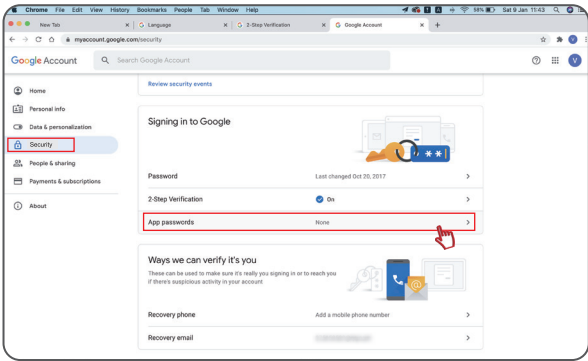 Chrome File Edit View History Bookmarks People Tab Window Help
58% Sat 9 Jan 11:43
New Tab
Language
2-Step Verification
Google Account
myaccount.google.com/security
V
Google Account
Search Google Account
V
Home
Personal info
Data & personalization
Security
People & sharing
Payments & subscriptions
About
Review security events
Signing in to Google
**
Password Last changed Oct 20, 2017
2-Step Verification On
App passwords None
Ways we can verify it's you
These can be used to make sure it's really you signing in or to reach you
if there's suspicious activity in your account
@
Recovery phone Add a mobile phone number
Recovery email